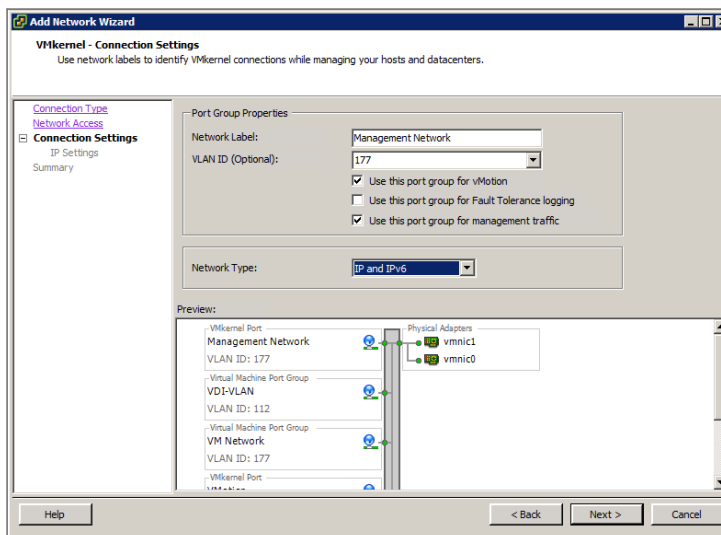 Add Network Wizard
VMkernel - Connection Settings
Use network labels to identify VMkernel connections while managing your hosts and datacenters.
Connection Type
Network Access
Connection Settings
IP Settings
Summary
Port Group Properties
Network Label:
Management Network
VLAN ID (Optional):
177
Use this port group for vMotion
Use this port group for Fault Tolerance logging
Use this port group for management traffic
Network Type:
IP and IPv6
Preview:
VMkernel Port
Management Network
VLAN ID: 177
Physical Adapters
vmnic1
vmnic0
Virtual Machine Port Group
VDI-VLAN
VLAN ID: 112
Virtual Machine Port Group
VM Network
VLAN ID: 177
VMkernel Port
VMotion
Help
< Back
Next >
Cancel